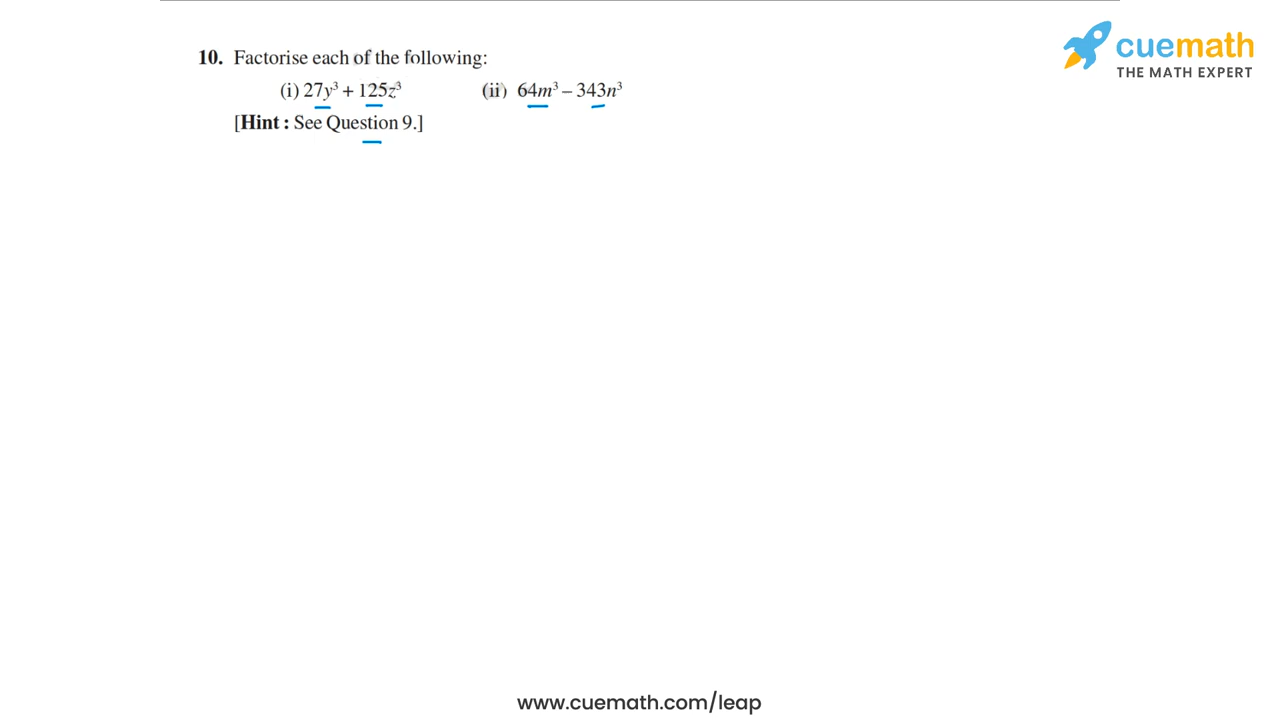 cuemath
THE MATH EXPERT
10. Factorise each of the following:
(i) 27y³ + 125z³ (ii) 64m³ – 343n³
[Hint : See Question 9.]
www.cuemath.com/leap